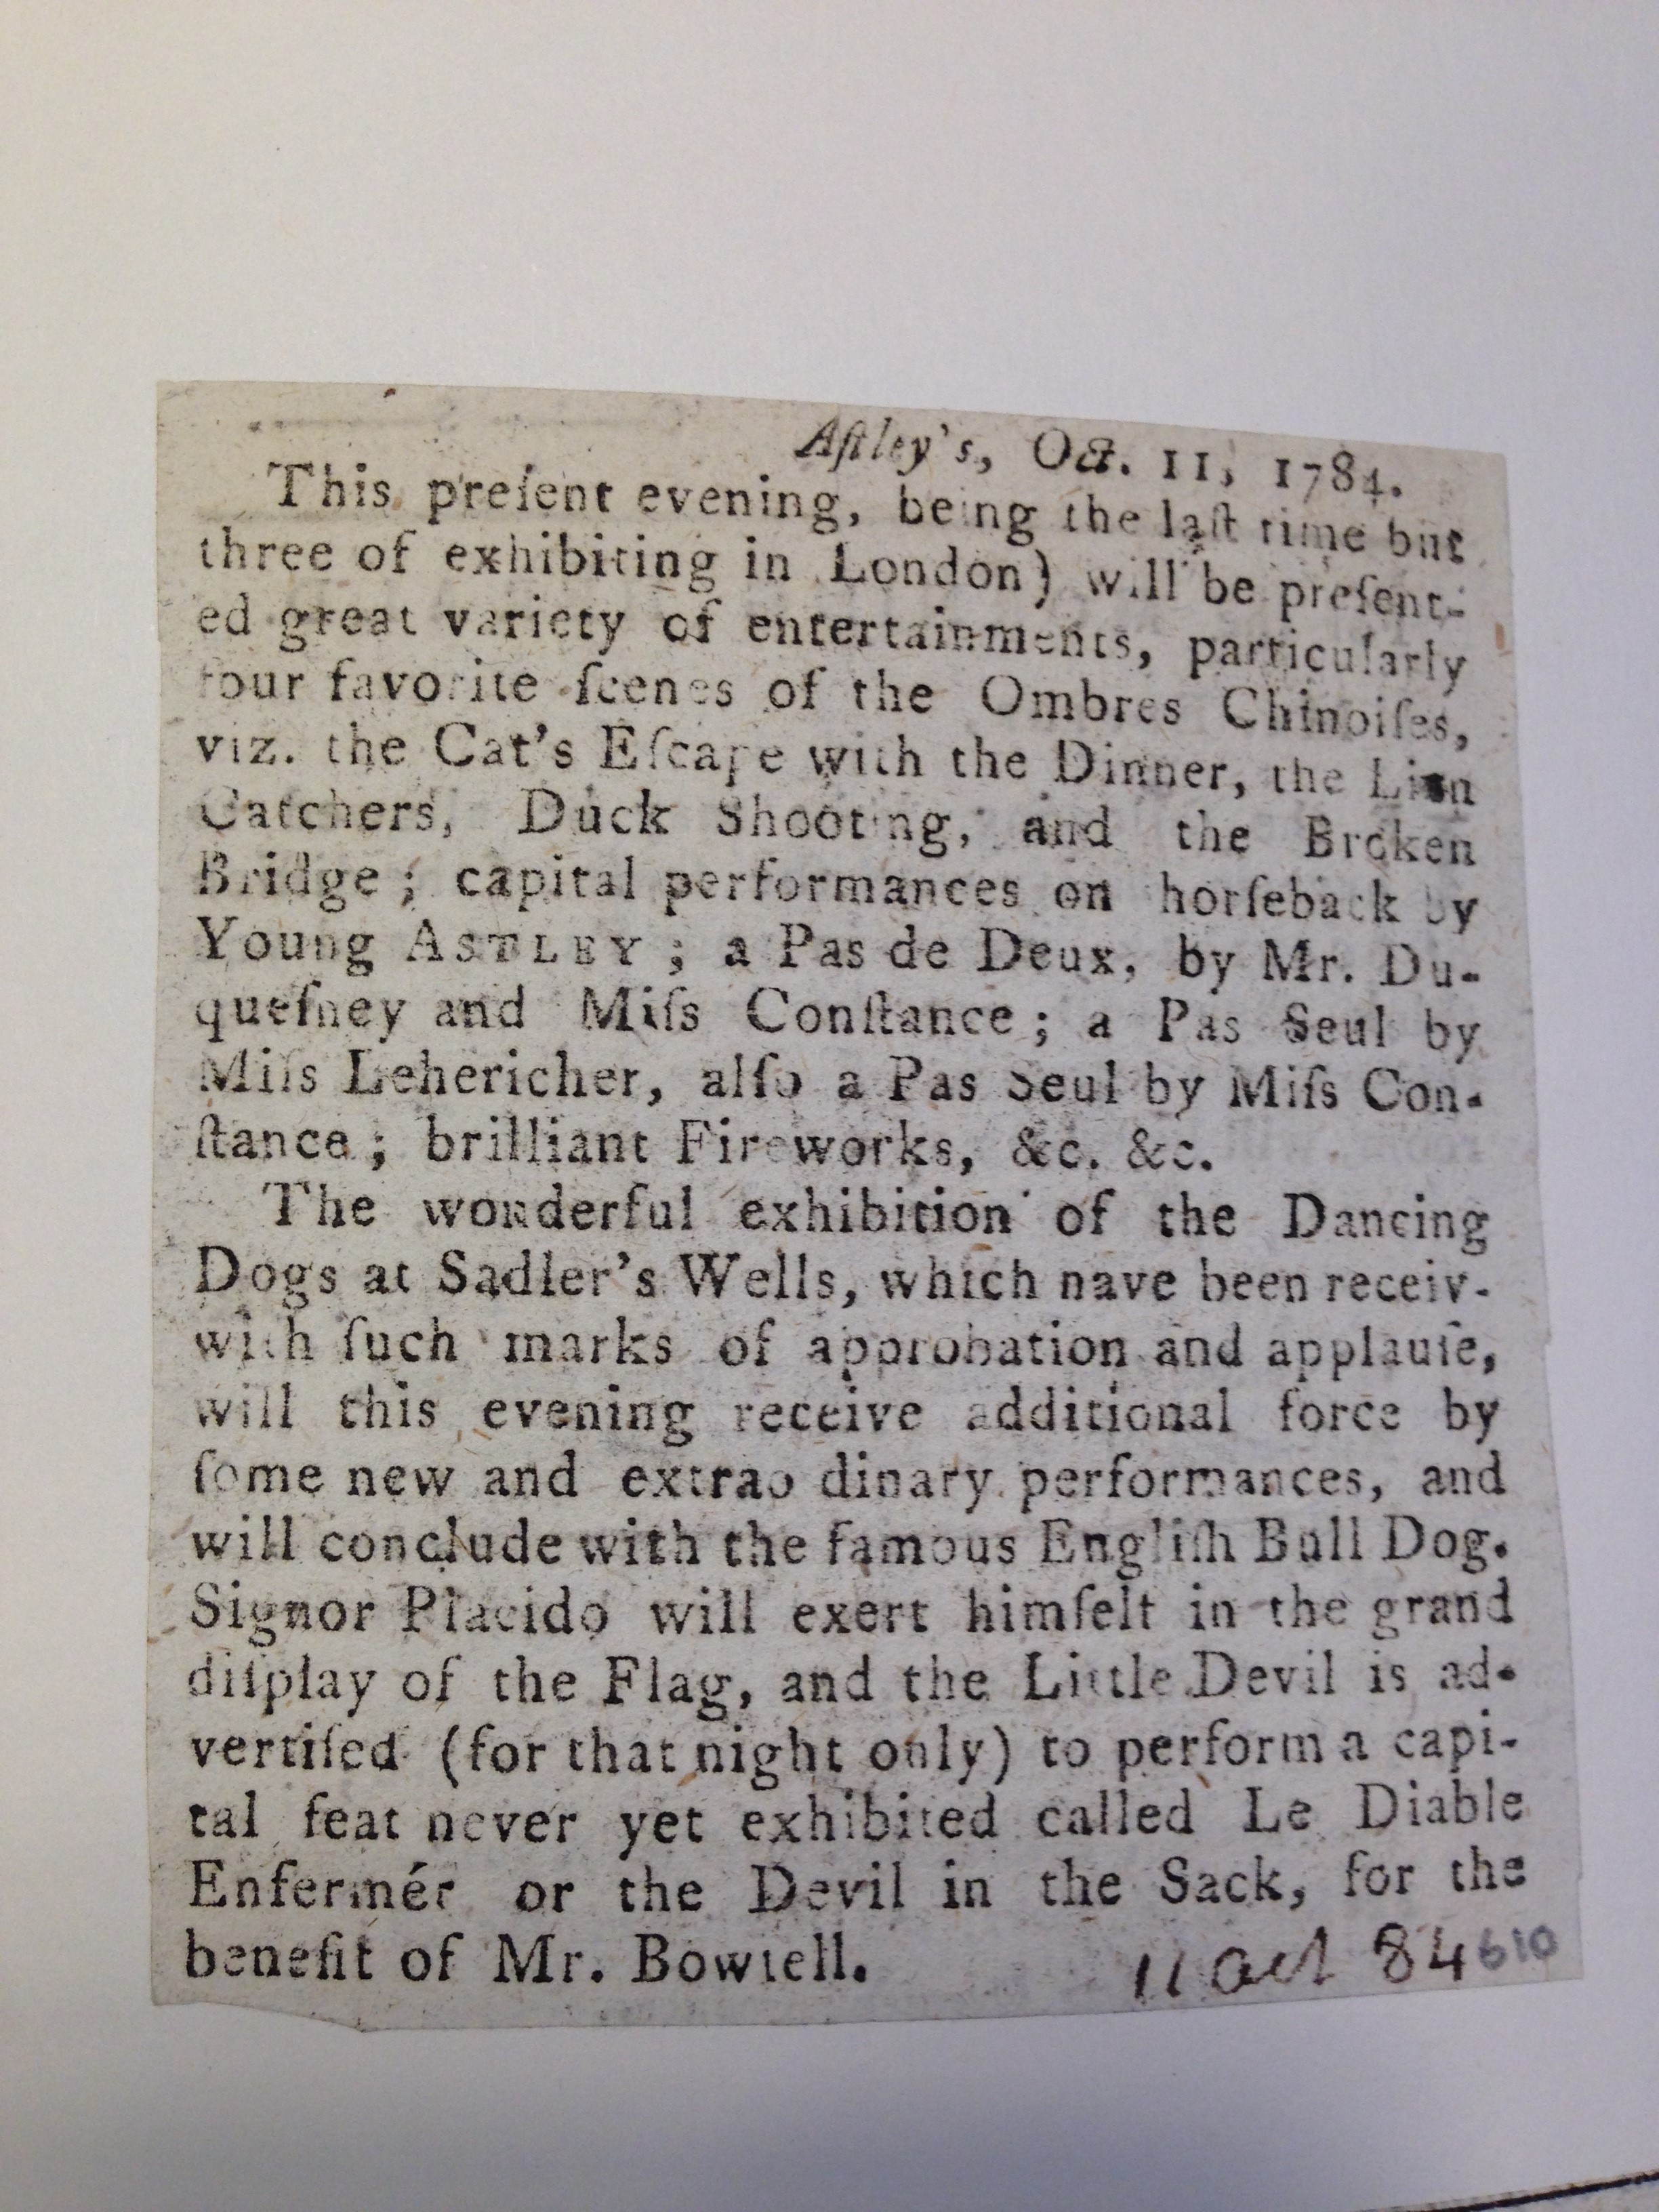 Aſtley's, Oct. 11, 1784.
This preſent evening, being the laſt time but
three of exhibiting in London) will be preſent-
ed great variety of entertainments, particularly
four favorite ſcenes of the Ombres Chinoiſes,
viz. the Cat's Eſcape with the Dinner, the Lion
Catchers, Duck Shooting, and the Broken
Bridge; capital performances on horſeback by
Young ASTLEY; a Pas de Deux, by Mr. Du-
queſney and Miſs Conſtance; a Pas Seul by
Miſs Lehericher, alſo a Pas Seul by Miſs Con-
ſtance; brilliant Fireworks, &c. &c.
The wonderful exhibition of the Dancing
Dogs at Sadler's Wells, which have been receiv-
with ſuch marks of approbation and applauſe,
will this evening receive additional force by
ſome new and extrao dinary performances, and
will conclude with the famous Engliſh Bull Dog.
Signor Placido will exert himſelf in the grand
diſplay of the Flag, and the Little Devil is ad-
vertiſed (for that night only) to perform a capi-
tal feat never yet exhibited called Le Diable
Enfermér or the Devil in the Sack, for the
benefit of Mr. Bowtell.
11 Oct 84 610